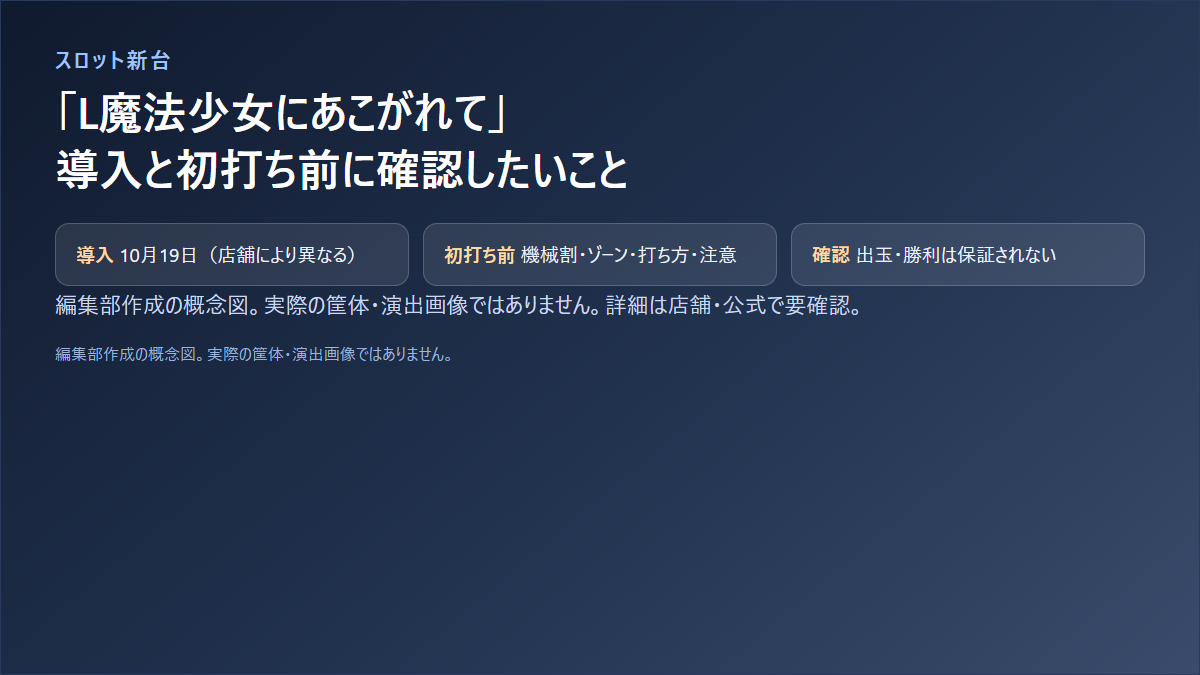 スロット新台
「L魔法少女にあこがれて」
導入と初打ち前に確認したいこと
導入 10月19日（店舗により異なる）
初打ち前 機械割・ゾーン・打ち方・注意
確認 出玉・勝利は保証されない
編集部作成の概念図。実際の筐体・演出画像ではありません。詳細は店舗・公式で要確認。
編集部作成の概念図。実際の筐体・演出画像ではありません。